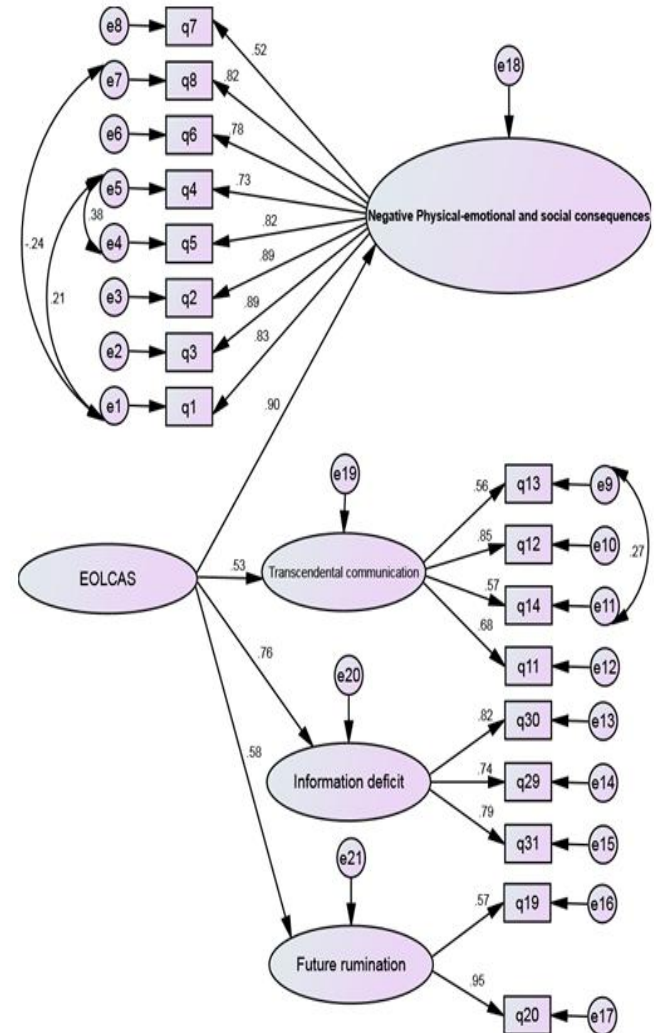 e8 q7 .52
e18
e7 q8 .82
e6 q6 .78
e5 q4 .73
.38
e4 q5 .82
Negative Physical-emotional and social consequences
-.24
e3 q2 .89
.21
e2 q3 .89
e1 q1 .83
.90
e19
.56 q13 e9
.85 q12 e10
.27
EOLCAS .53 Transcendental communication
.57 q14 e11
.68 q11 e12
.76
e20
.82 q30 e13
.58
Information deficit .74 q29 e14
.79 q31 e15
e21
.57 q19 e16
Future rumination
.95
q20 e17